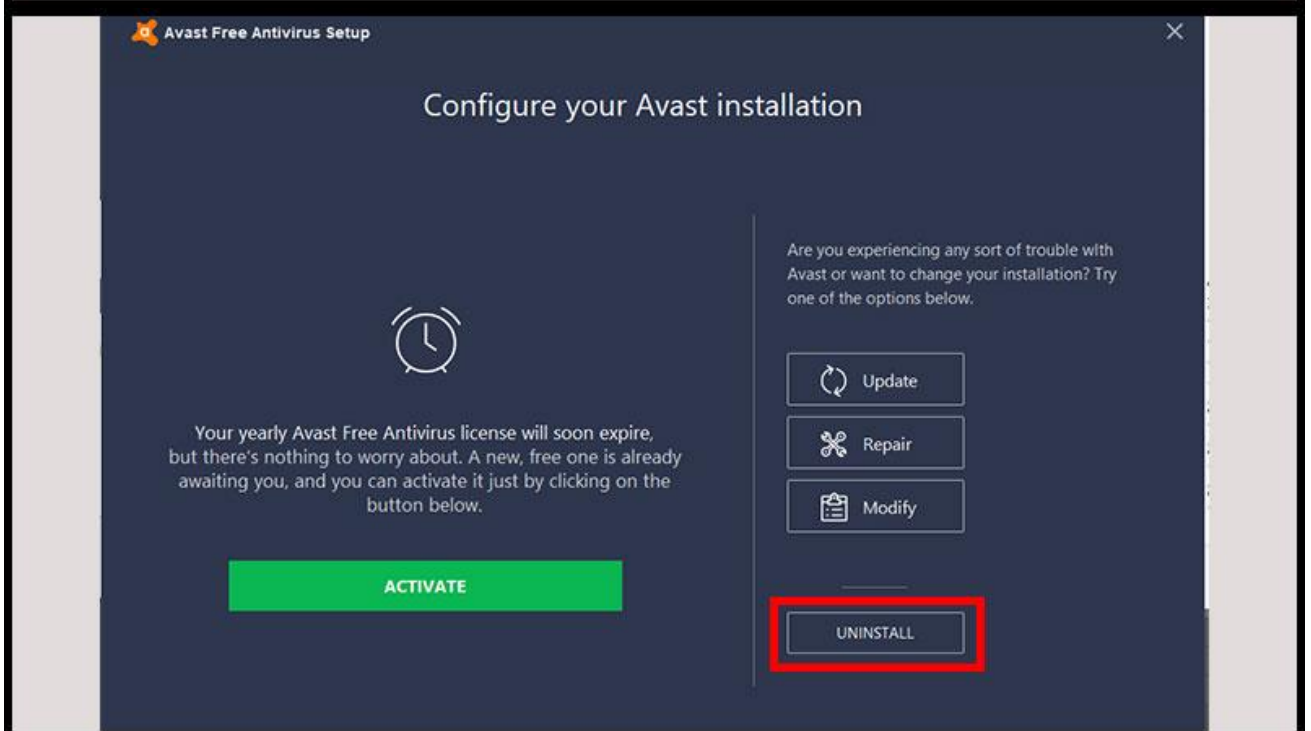 Avast Free Antivirus Setup
Configure your Avast installation
Are you experiencing any sort of trouble with
Avast or want to change your installation? Try
one of the options below.
Update
Repair
Modify
UNINSTALL
Your yearly Avast Free Antivirus license will soon expire,
but there's nothing to worry about. A new, free one is already
awaiting you, and you can activate it just by clicking on the
button below.
ACTIVATE